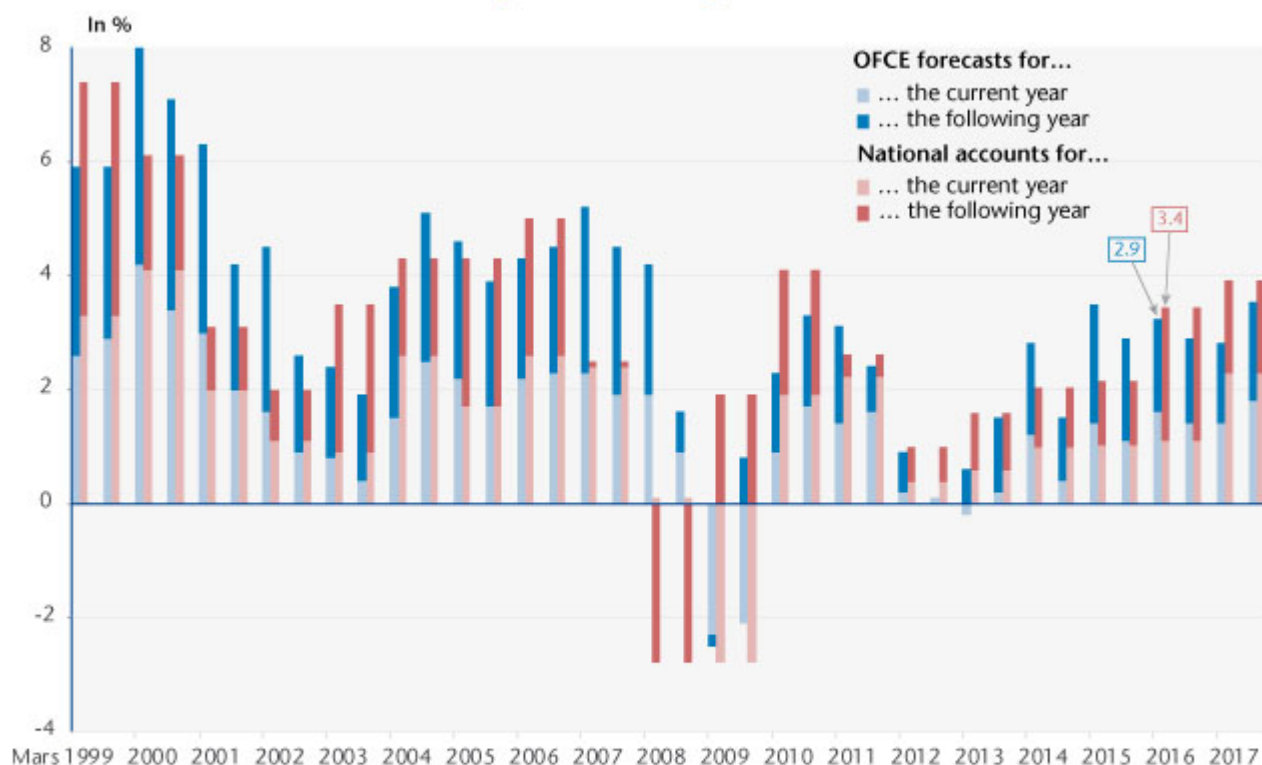 In %
8
6
4
2
0
-2
-4
OFCE forecasts for...
... the current year
... the following year
National accounts for...
... the current year
... the following year
2.9
3.4
Mars 1999 2000 2001 2002 2003 2004 2005 2006 2007 2008 2009 2010 2011 2012 2013 2014 2015 2016 2017